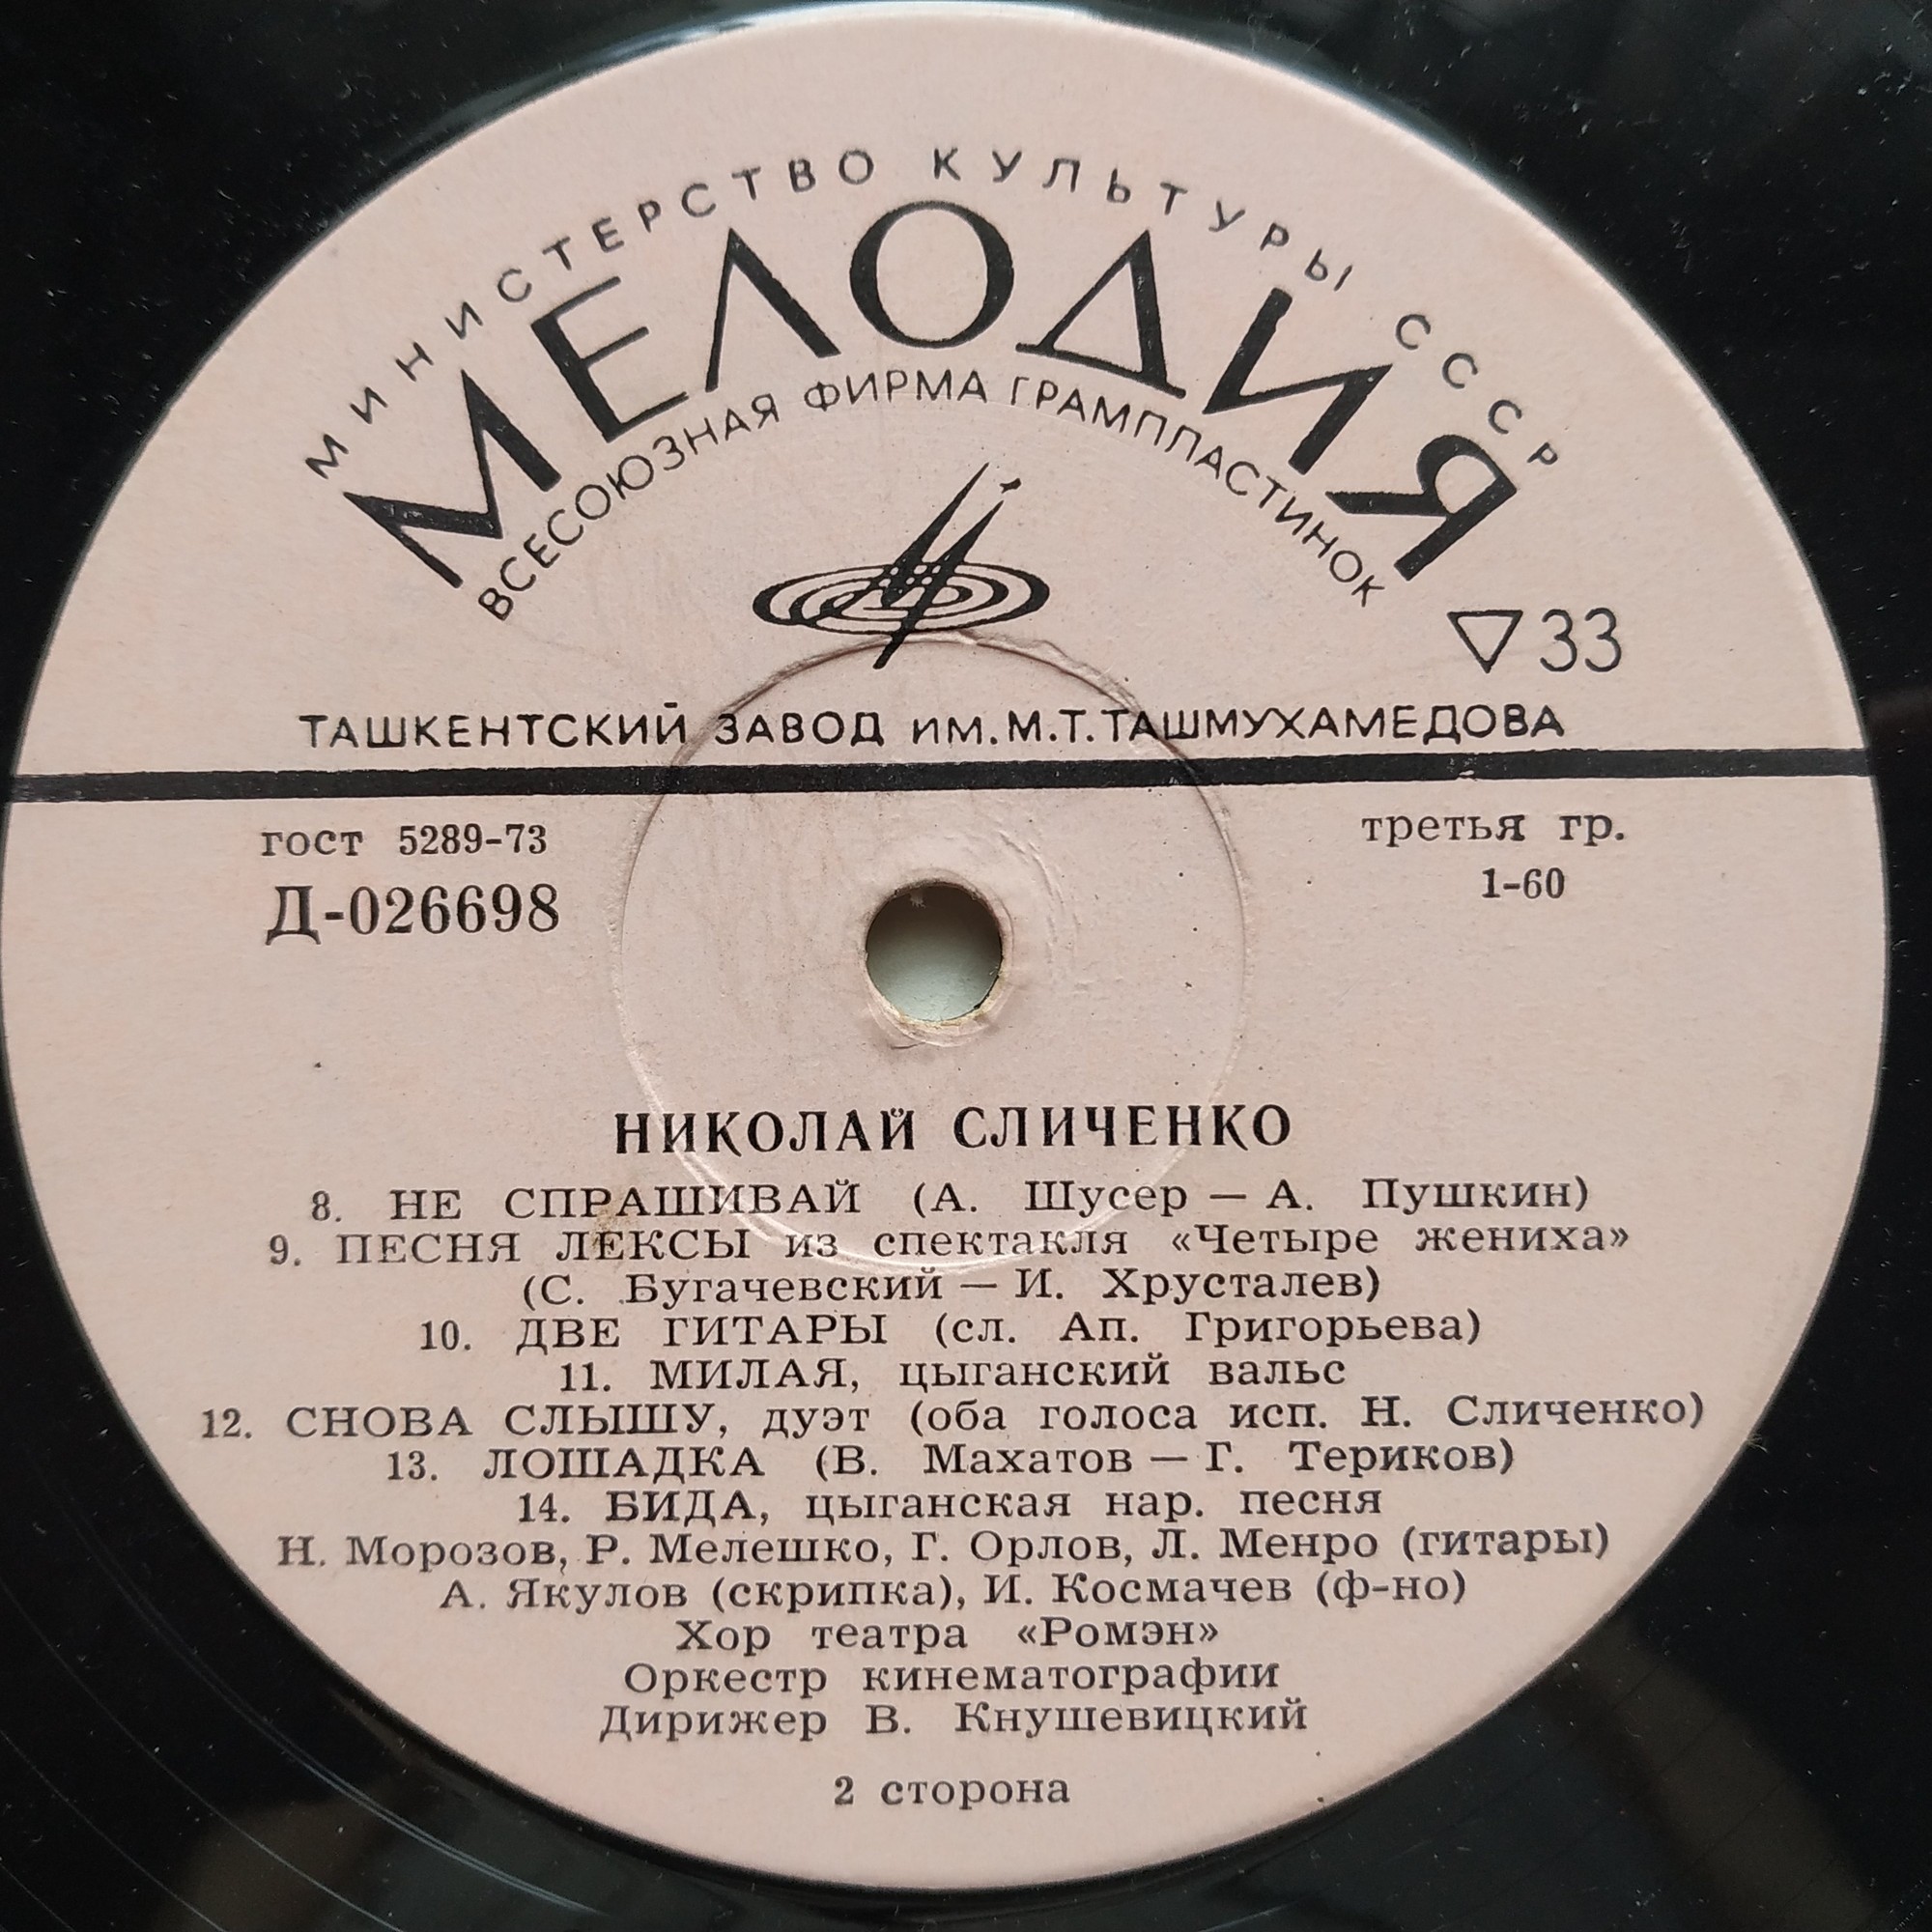 МИНИСТЕРСТВО КУЛЬТУРЫ СССР
МЕЛОДИЯ
ВСЕСОЮЗНАЯ ФИРМА ГРАМПЛАСТИНОК
33
ТАШКЕНТСКИЙ ЗАВОД ИМ.М.Т.ТАШМУХАМЕДОВА
гост 5289-73
третья гр.
Д-026698
1-60
НИКОЛАЙ СЛИЧЕНКО
8. НЕ СПРАШИВАЙ (А. Шусер — А. Пушкин)
9. ПЕСНЯ ЛЕКСЫ из спектакля «Четыре жениха»
(С. Бугачевский — И. Хрусталев)
10. ДВЕ ГИТАРЫ (сл. Ап. Григорьева)
11. МИЛАЯ, цыганский вальс
12. СНОВА СЛЫШУ, дуэт (оба голоса исп. Н. Сличенко)
13. ЛОШАДКА (В. Махатов — Г. Териков)
14. БИДА, цыганская нар. песня
Н. Морозов, Р. Мелешко, Г. Орлов, Л. Менро (гитары)
А. Якулов (скрипка), И. Космачев (ф-но)
Хор театра «Ромэн»
Оркестр кинематографии
Дирижер В. Кнушевицкий
2 сторона